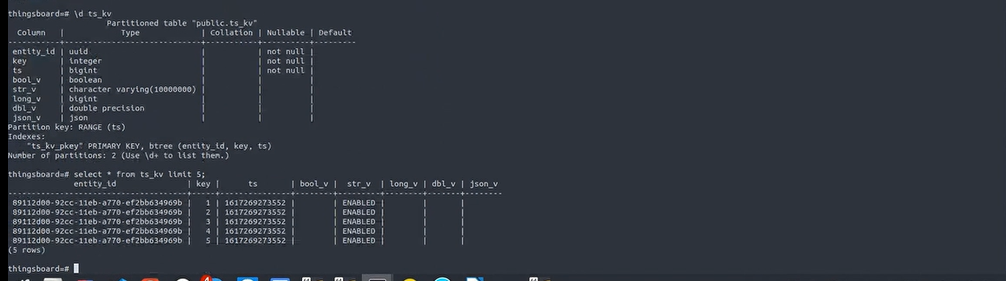 thingsboard=# \d ts_kv
Partitioned table "public.ts_kv"
Column | Type | Collation | Nullable | Default
-----------+-----------------------------+-----------+----------+---------
entity_id | uuid | | not null |
key | integer | | not null |
ts | bigint | | not null |
bool_v | boolean | | |
str_v | character varying(10000000) | | |
long_v | bigint | | |
dbl_v | double precision | | |
json_v | json | | |
Partition key: RANGE (ts)
Indexes:
"ts_kv_pkey" PRIMARY KEY, btree (entity_id, key, ts)
Number of partitions: 2 (Use \d+ to list them.)
thingsboard=# select * from ts_kv limit 5;
entity_id | key | ts | bool_v | str_v | long_v | dbl_v | json_v
--------------------------------------+-----+---------------+--------+---------+--------+-------+--------
89112d00-92cc-11eb-a770-ef2bb634969b | 1 | 1617269273552 | | ENABLED | | |
89112d00-92cc-11eb-a770-ef2bb634969b | 2 | 1617269273552 | | ENABLED | | |
89112d00-92cc-11eb-a770-ef2bb634969b | 3 | 1617269273552 | | ENABLED | | |
89112d00-92cc-11eb-a770-ef2bb634969b | 4 | 1617269273552 | | ENABLED | | |
89112d00-92cc-11eb-a770-ef2bb634969b | 5 | 1617269273552 | | ENABLED | | |
(5 rows)
thingsboard=#